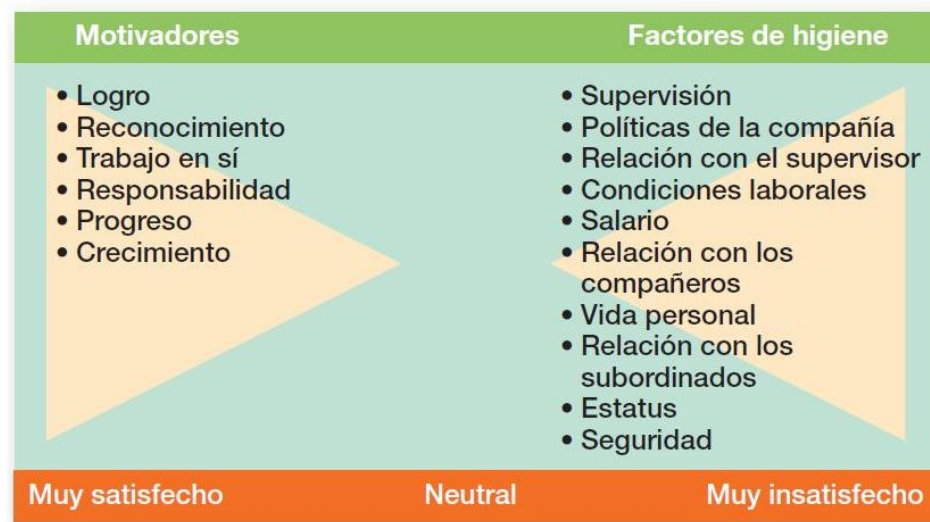 Motivadores
Factores de higiene
• Logro
• Reconocimiento
• Trabajo en sí
• Responsabilidad
• Progreso
• Crecimiento
• Supervisión
• Políticas de la compañía
• Relación con el supervisor
• Condiciones laborales
• Salario
• Relación con los
compañeros
• Vida personal
• Relación con los
subordinados
• Estatus
• Seguridad
Muy satisfecho
Neutral
Muy insatisfecho